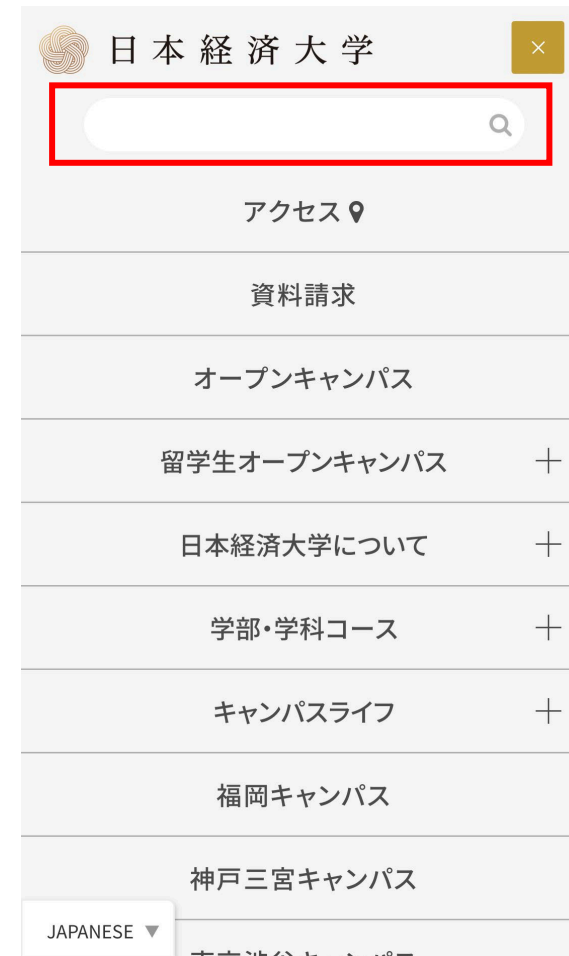 日本経済大学
×
アクセス
資料請求
オープンキャンパス
留学生オープンキャンパス
日本経済大学について
学部・学科コース
キャンパスライフ
福岡キャンパス
神戸三宮キャンパス
JAPANESE ▼